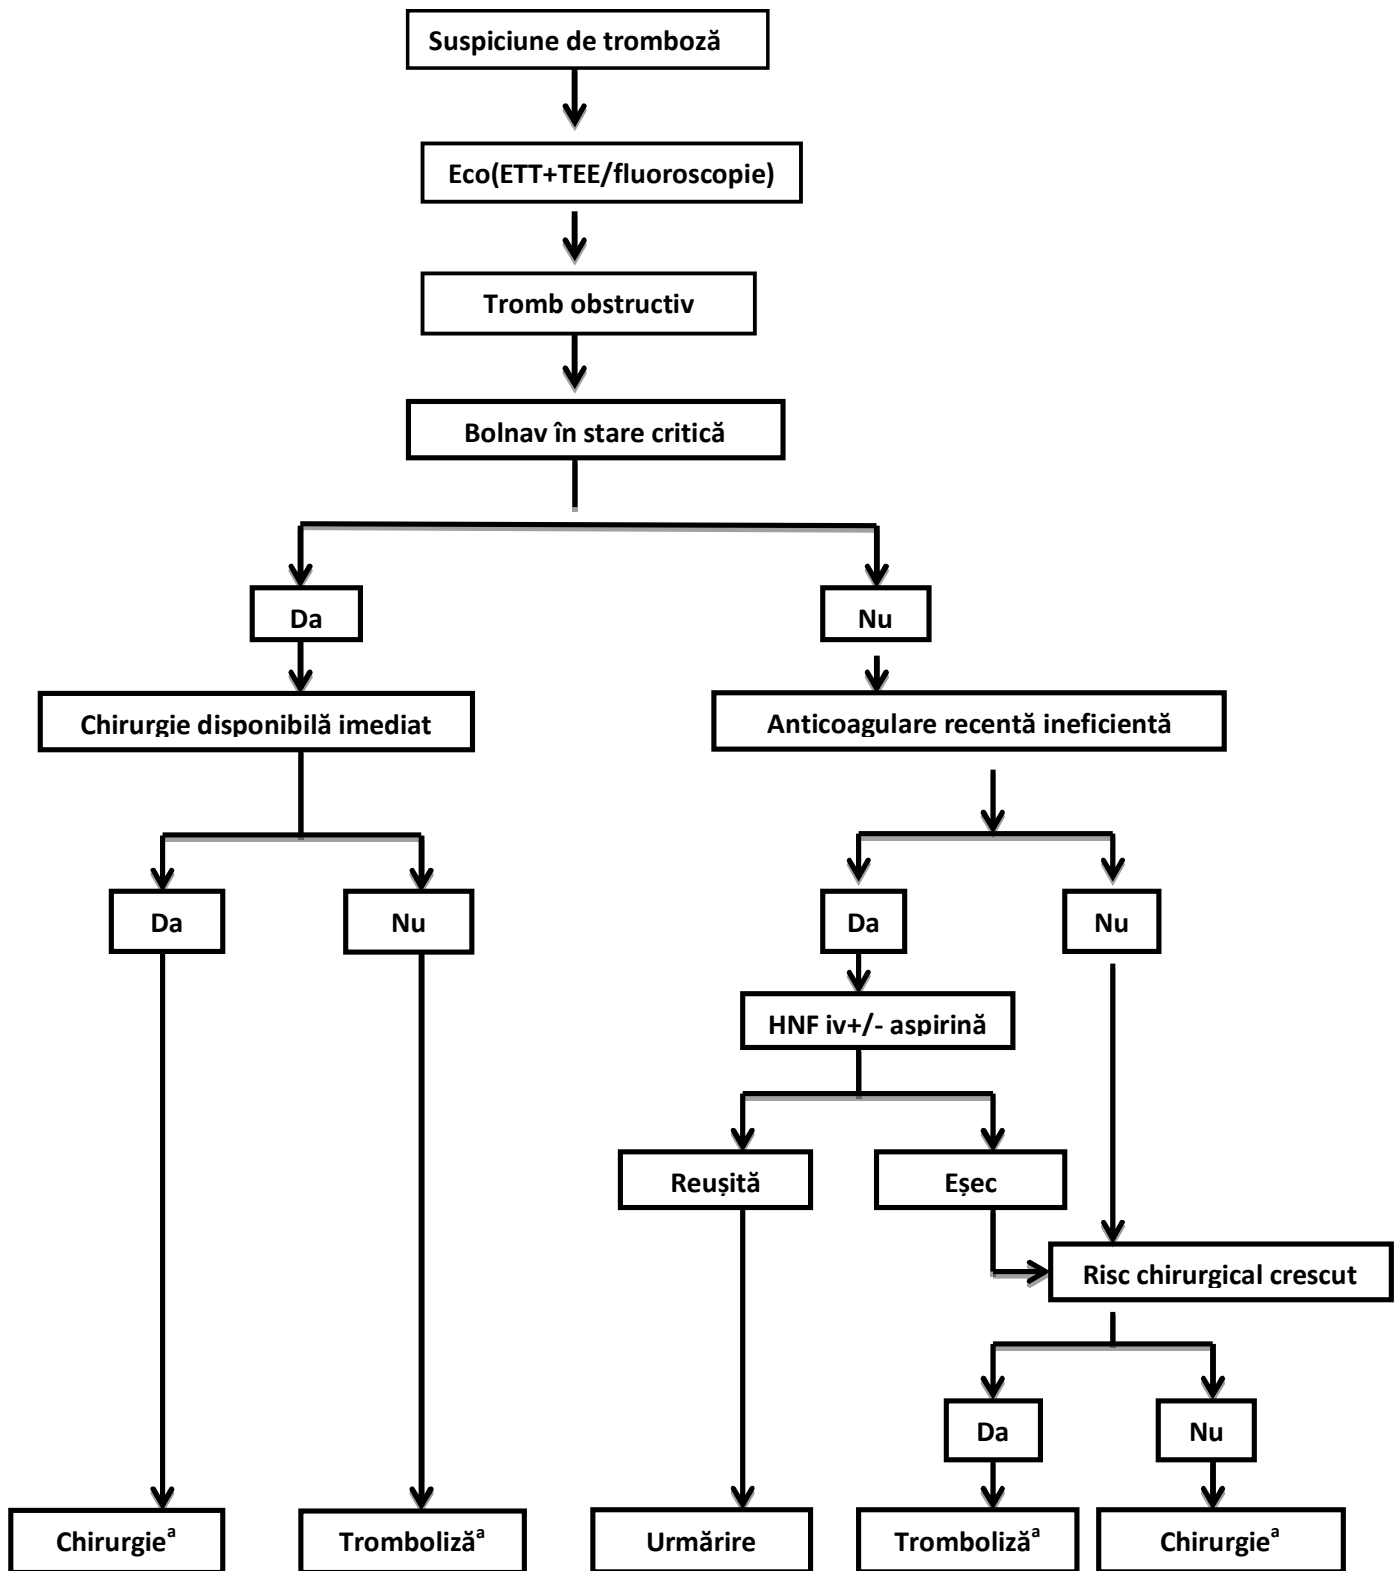 Suspiciune de tromboză
Eco(ETT+TEE/fluoroscopie)
Tromb obstructiv
Bolnav în stare critică
Da
Nu
Chirurgie disponibilă imediat
Anticoagulare recentă ineficientă
Da
Nu
Da
Nu
HNF iv+/- aspirină
Reușită
Eșec
Risc chirurgical crescut
Da
Nu
Chirurgieᵃ
Trombolizăᵃ
Urmărire
Trombolizăᵃ
Chirurgieᵃ